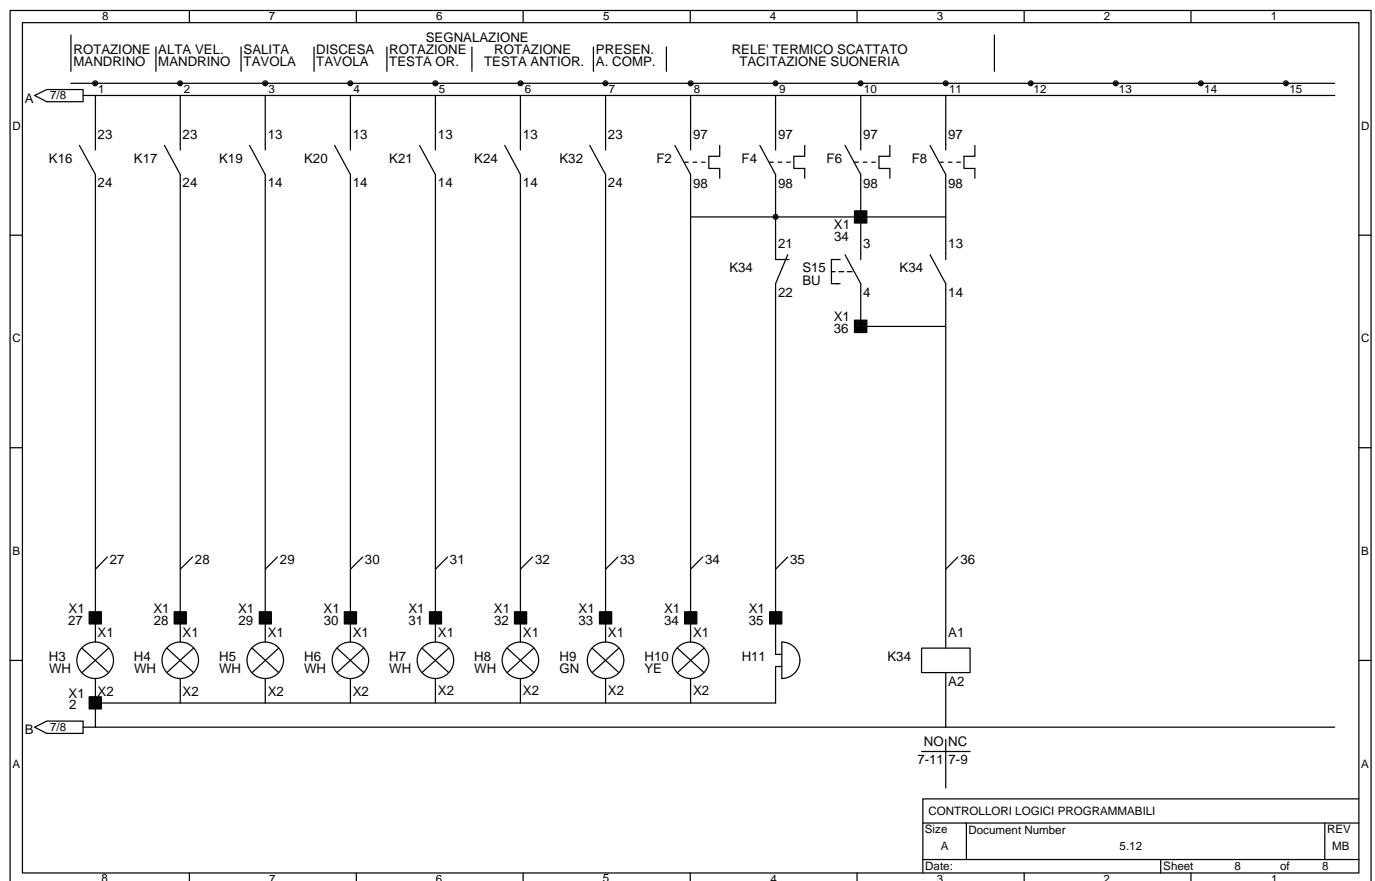 8 7 6 5 4 3 2 1
SEGNALAZIONE
ROTAZIONE MANDRINO
ALTA VEL. MANDRINO
SALITA TAVOLA
DISCESA TAVOLA
ROTAZIONE TESTA OR.
ROTAZIONE TESTA ANTIOR.
PRESEN. A. COMP.
RELE' TERMICO SCATTATO
TACITAZIONE SUONERIA
A 7/8 1 2 3 4 5 6 7 8 9 10 11 12 13 14 15
D D
23 23 13 13 13 13 23 97 97 97 97
K16 K17 K19 K20 K21 K24 K32 F2 F4 F6 F8
24 24 14 14 14 14 24 98 98 98 98
X1
34
21 3 13
K34 S15 K34
BU
22 4 14
X1
36
C C
B B
27 28 29 30 31 32 33 34 35 36
X1 X1 X1 X1 X1 X1 X1 X1 X1
27 28 29 30 31 32 33 34 35
X1 X1 X1 X1 X1 X1 X1 X1 A1
H3 H4 H5 H6 H7 H8 H9 H10 H11 K34
WH WH WH WH WH WH GN YE
X2 X2 X2 X2 X2 X2 X2 X2 A2
X1
2
B 7/8
NO NC
7-11 7-9
A A
CONTROLLORI LOGICI PROGRAMMABILI
Size Document Number REV
A 5.12 MB
Date: Sheet 8 of 8
8 7 6 5 4 3 2 1